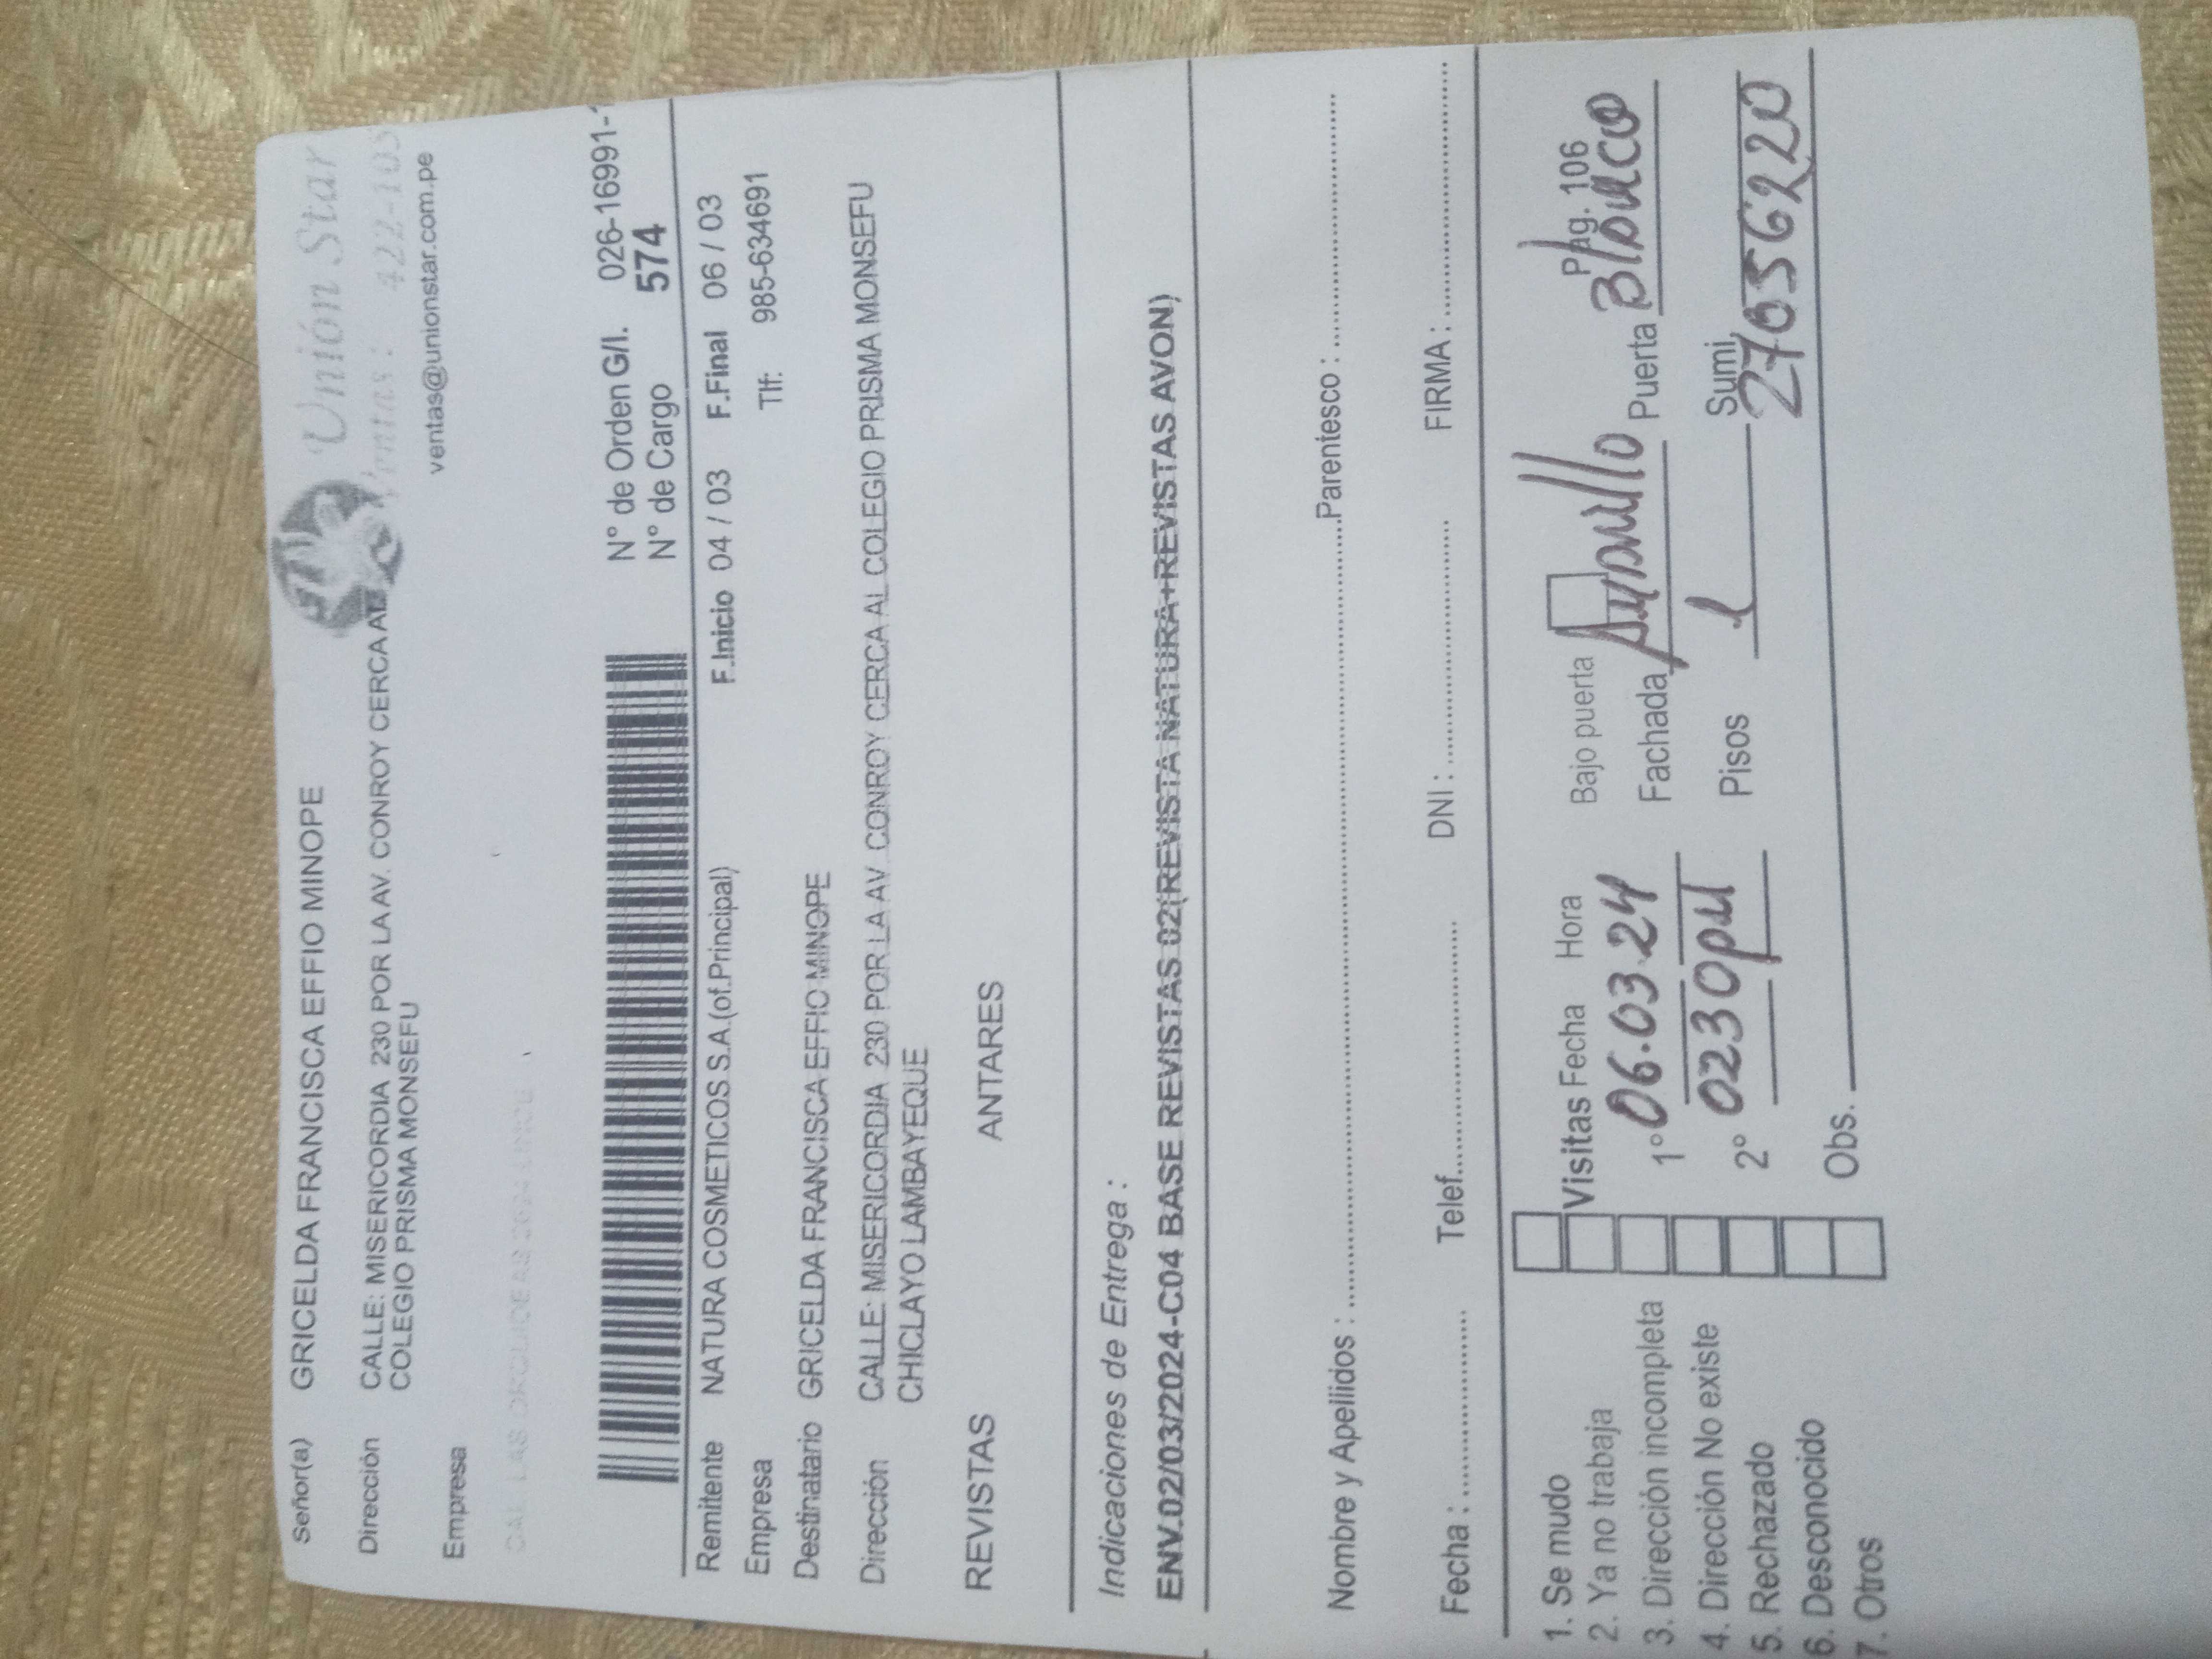 Unión Star
Ventas: 422-103
ventas@unionstar.com.pe
Señor(a) GRICELDA FRANCISCA EFFIO MINOPE
Dirección CALLE: MISERICORDIA 230 POR LA AV. CONROY CERCA AL
COLEGIO PRISMA MONSEFU
Empresa
N° de Orden G/I. 026-16991-
N° de Cargo 574
Remitente NATURA COSMETICOS S.A.(of.Principal) F.Inicio 04 / 03 F.Final 06 / 03
Empresa Tlf: 985-634691
Destinatario GRICELDA FRANCISCA EFFIO MINOPE
Dirección CALLE: MISERICORDIA 230 POR LA AV. CONROY CERCA AL COLEGIO PRISMA MONSEFU
CHICLAYO LAMBAYEQUE
REVISTAS ANTARES
Indicaciones de Entrega :
ENV.02/03/2024-C04 BASE REVISTAS 02(REVISTA NATURA+REVISTAS AVON)
Nombre y Apellidos : Parentesco :
Fecha : Telef. DNI : FIRMA :
Pág. 106
1. Se mudo
2. Ya no trabaja
3. Dirección incompleta
4. Dirección No existe
5. Rechazado
6. Desconocido
7. Otros
Visitas Fecha Hora
1° 06.03.24
2° 0230pm
Obs.
Bajo puerta
Fachada Amarillo Puerta Blanco
Pisos 1 Sumi. 27056220